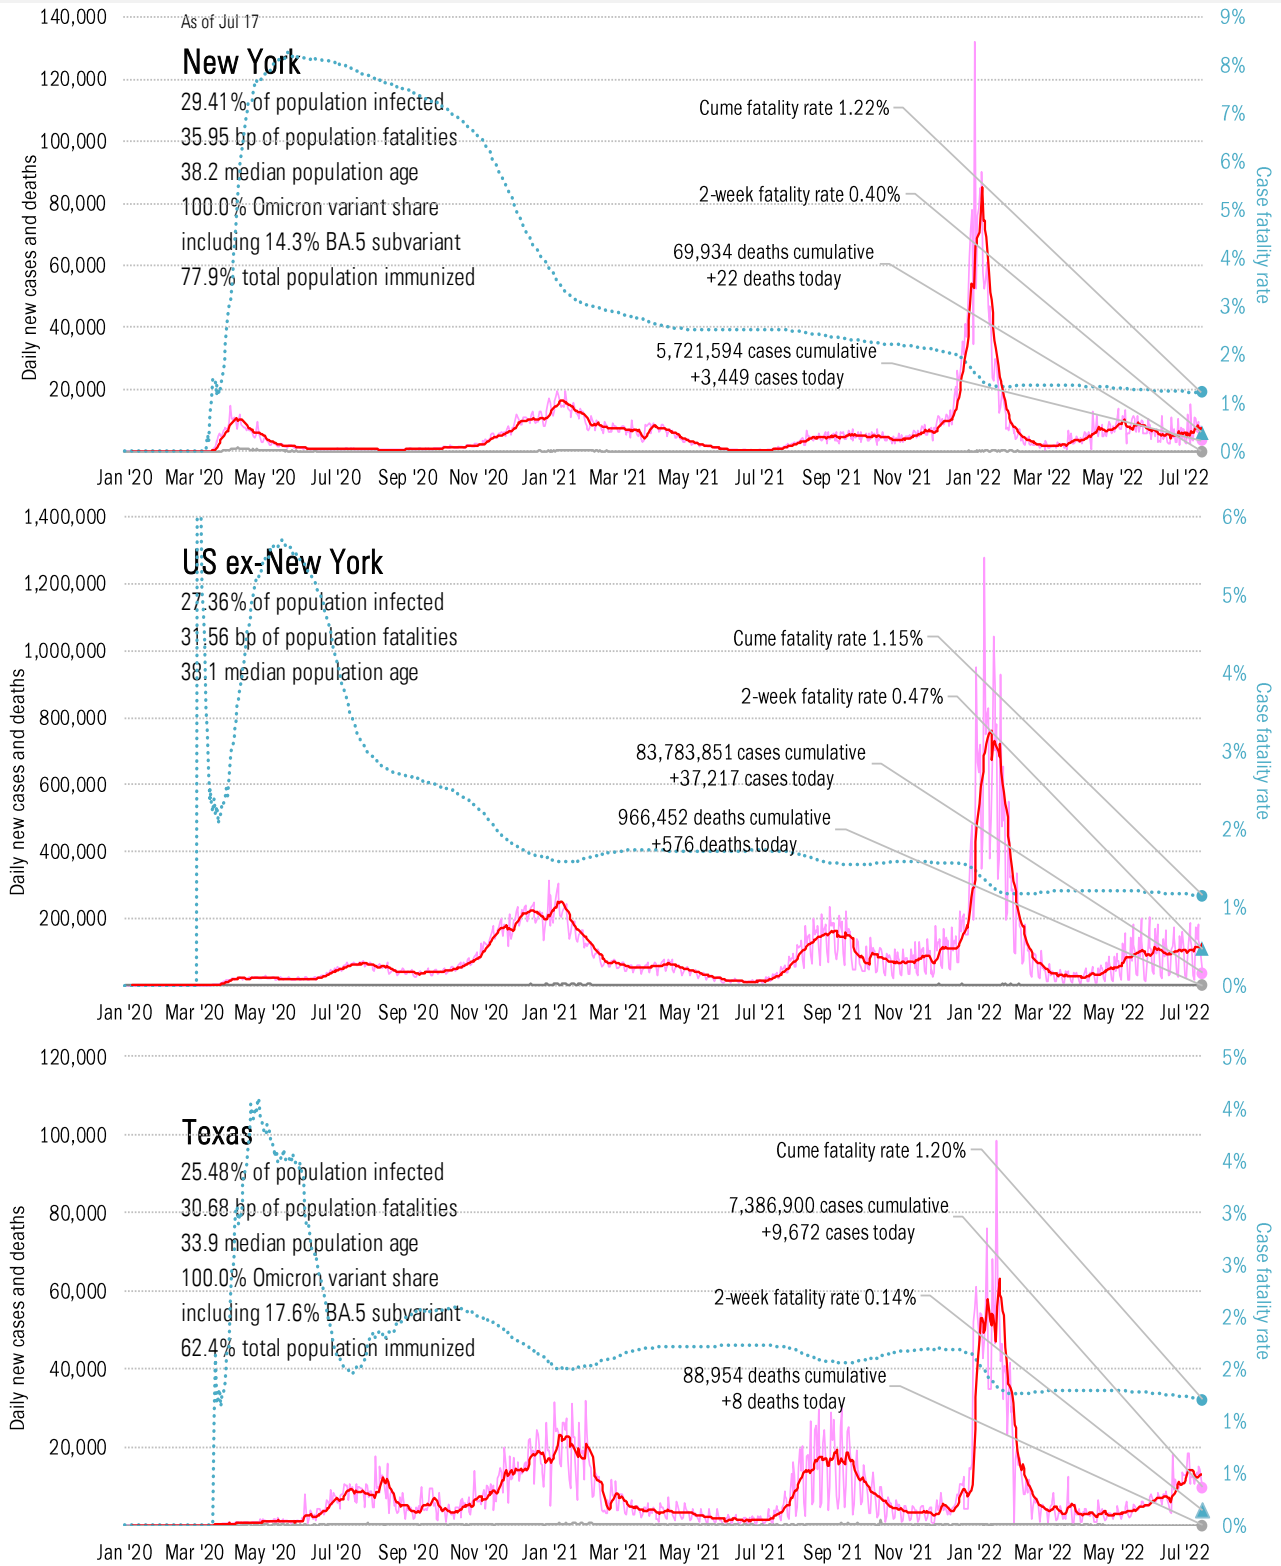 140,000
As of Jul 17
9%
New York
8%
120,000
29.41% of population infected
Cume fatality rate 1.22%
7%
100,000
35.95 bp of population fatalities
6%
38.2 median population age
2-week fatality rate 0.40%
80,000
100.0% Omicron variant share
5%
including 14.3% BA.5 subvariant
69,934 deaths cumulative
+22 deaths today
4%
60,000
77.9% total population immunized
3%
40,000
5,721,594 cases cumulative
+3,449 cases today
2%
20,000
1%
0%
Daily new cases and deaths
Case fatality rate
Jan '20 Mar '20 May '20 Jul '20 Sep '20 Nov '20 Jan '21 Mar '21 May '21 Jul '21 Sep '21 Nov '21 Jan '22 Mar '22 May '22 Jul '22
1,400,000
6%
US ex-New York
1,200,000
27.36% of population infected
5%
31.56 bp of population fatalities
Cume fatality rate 1.15%
1,000,000
38.1 median population age
4%
2-week fatality rate 0.47%
800,000
83,783,851 cases cumulative
+37,217 cases today
3%
600,000
966,452 deaths cumulative
+576 deaths today
2%
400,000
200,000
1%
0%
Daily new cases and deaths
Case fatality rate
Jan '20 Mar '20 May '20 Jul '20 Sep '20 Nov '20 Jan '21 Mar '21 May '21 Jul '21 Sep '21 Nov '21 Jan '22 Mar '22 May '22 Jul '22
120,000
5%
4%
Texas
100,000
Cume fatality rate 1.20%
4%
25.48% of population infected
30.68 bp of population fatalities
7,386,900 cases cumulative
+9,672 cases today
80,000
3%
33.9 median population age
3%
100.0% Omicron variant share
60,000
2-week fatality rate 0.14%
including 17.6% BA.5 subvariant
2%
62.4% total population immunized
40,000
2%
88,954 deaths cumulative
+8 deaths today
1%
20,000
1%
0%
Daily new cases and deaths
Case fatality rate
Jan '20 Mar '20 May '20 Jul '20 Sep '20 Nov '20 Jan '21 Mar '21 May '21 Jul '21 Sep '21 Nov '21 Jan '22 Mar '22 May '22 Jul '22